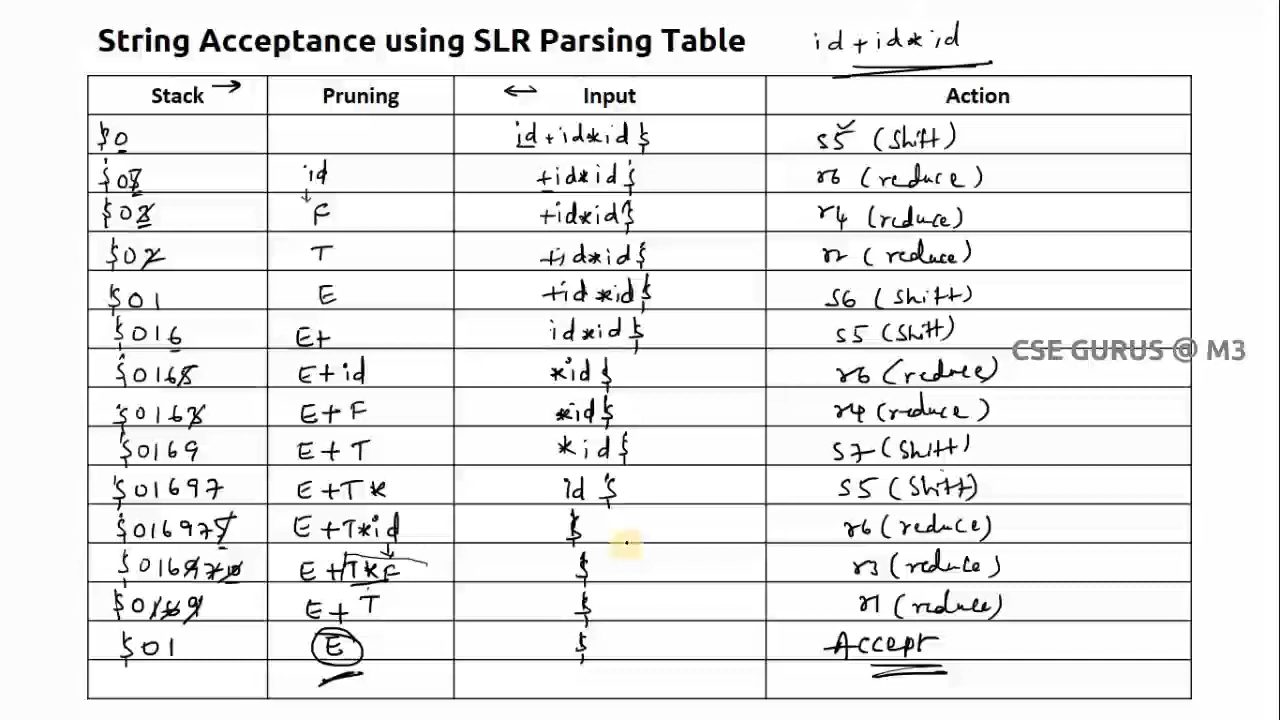 String Acceptance using SLR Parsing Table id+id*id
Stack → Pruning ↔ Input Action
$0 id+id*id$ s5 (Shift)
$05 id +id*id$ r6 (reduce)
$03 F +id*id$ r4 (reduce)
$02 T +id*id$ r2 (reduce)
$01 E +id*id$ s6 (Shift)
$016 E+ id*id$ s5 (Shift)
CSE GURUS @ M3
$0165 E+id *id$ r6 (reduce)
$0163 E+F *id$ r4 (reduce)
$0169 E+T *id$ s7 (Shift)
$01697 E+T* id$ s5 (Shift)
$016975 E+T*id $ r6 (reduce)
$0169710 E+T*F $ r3 (reduce)
$0169 E+T $ r1 (reduce)
$01 E $ Accept